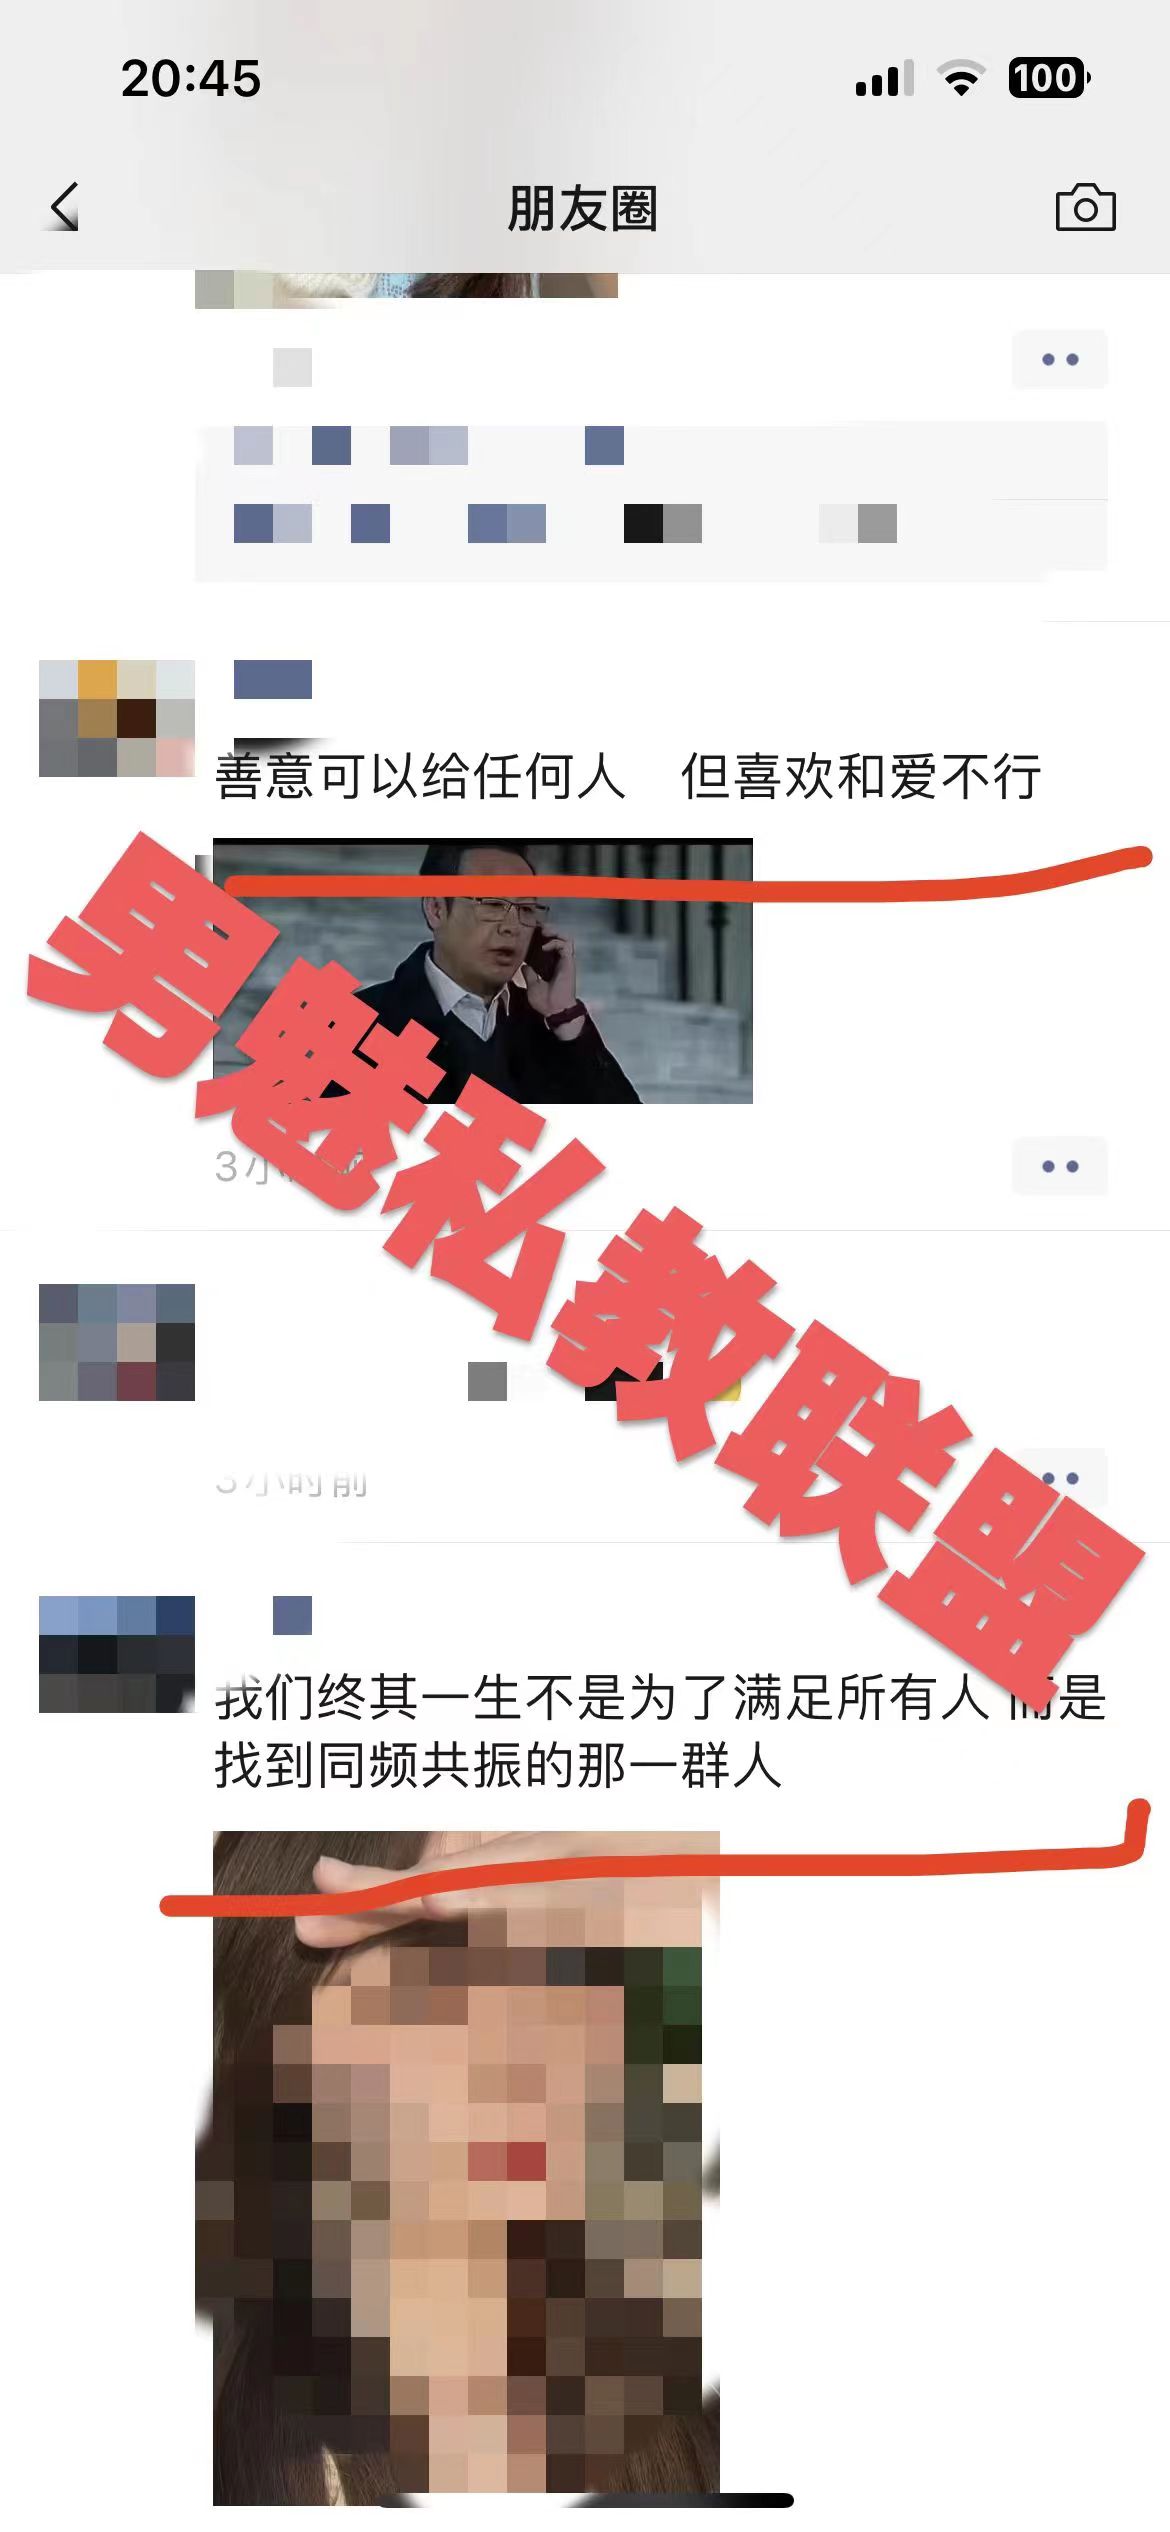 20:45
100
朋友圈
善意可以给任何人 但喜欢和爱不行
男魅私教联盟
3小时前
3小时前
我们终其一生不是为了满足所有人 而是
找到同频共振的那一群人